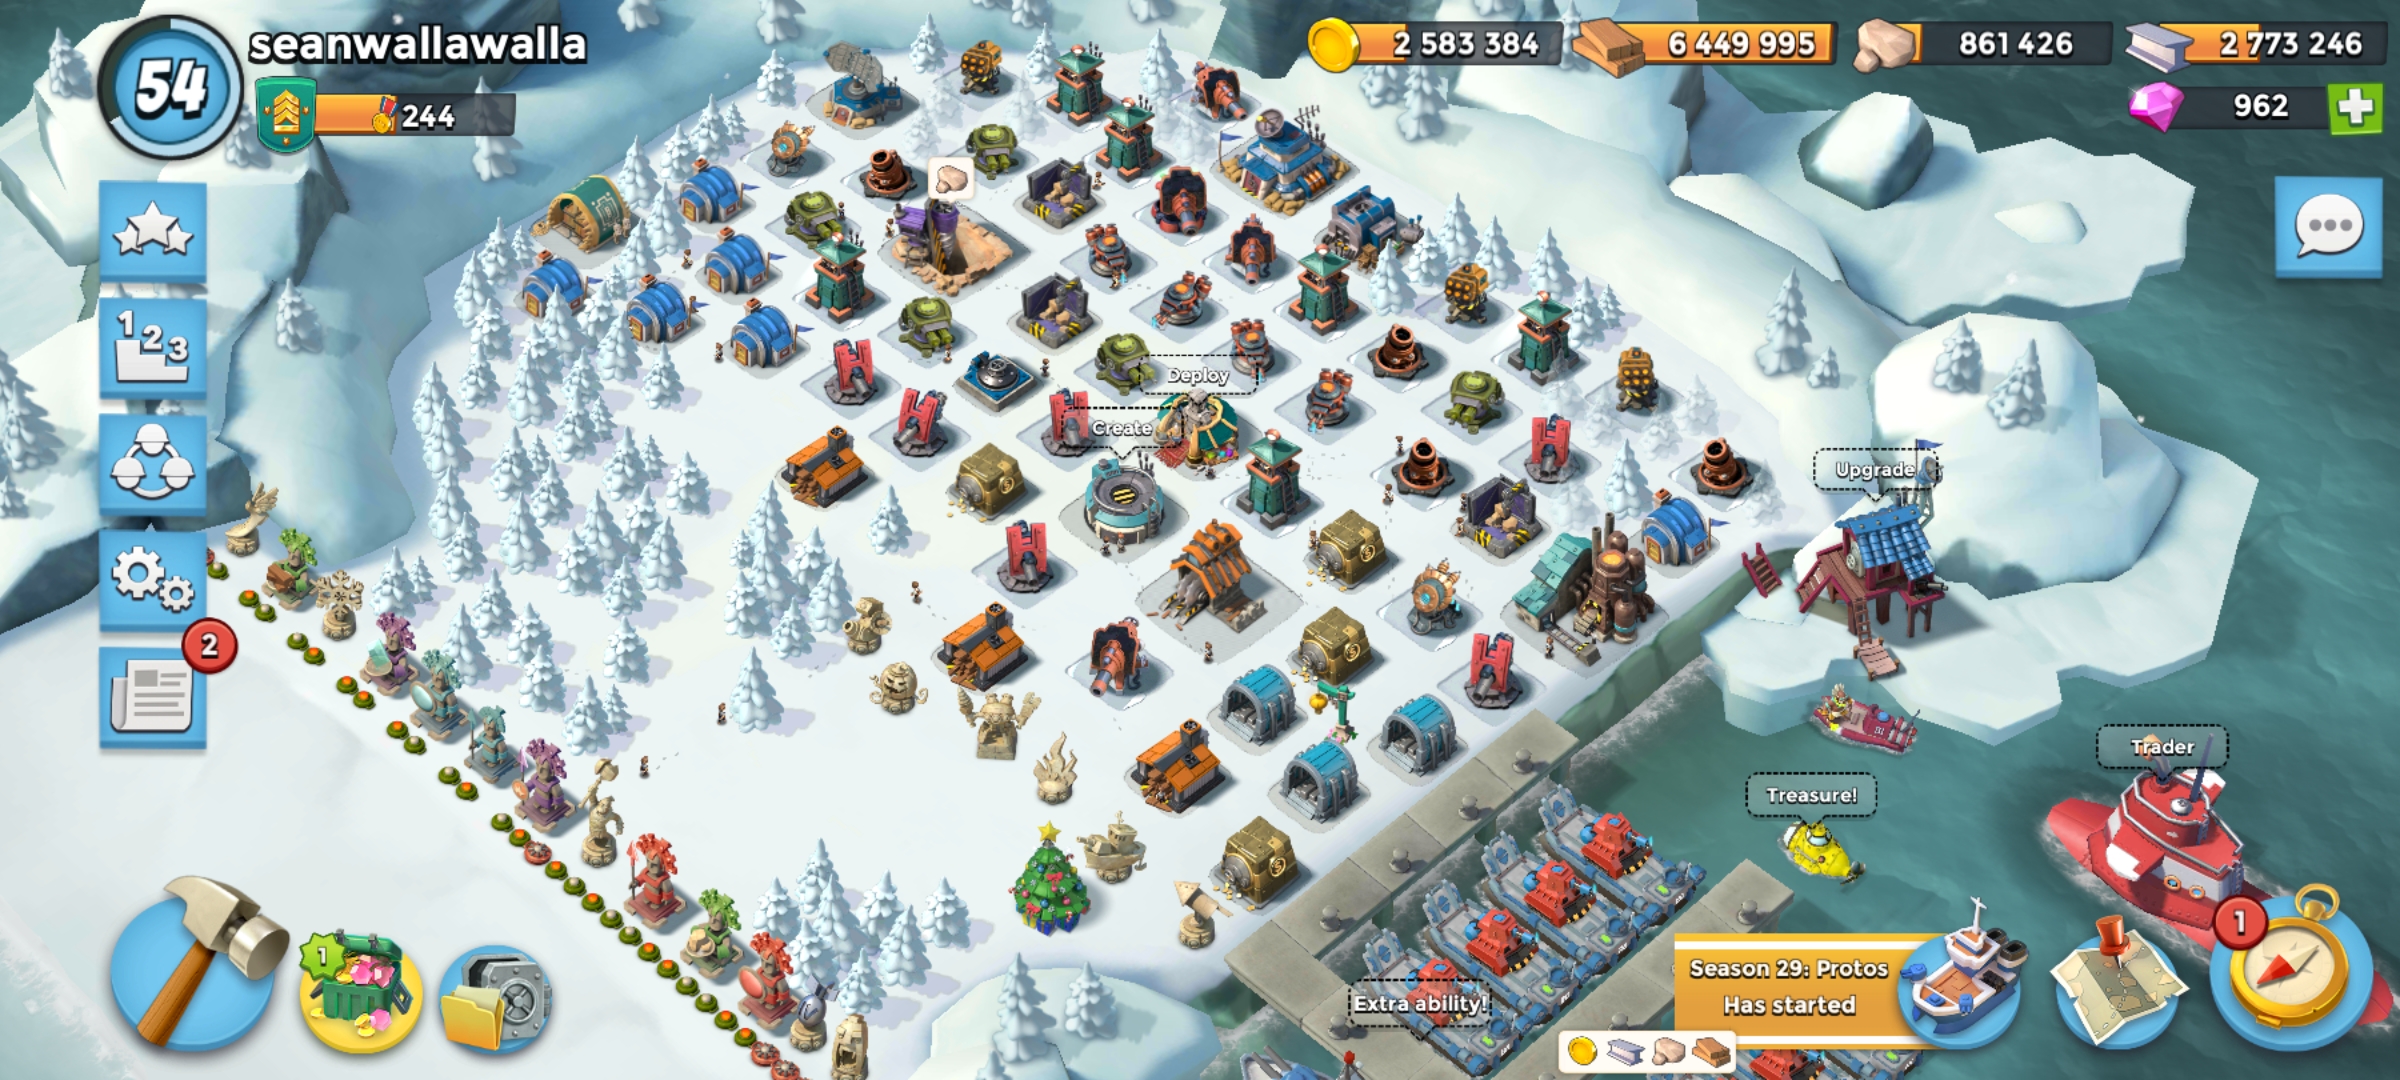 54
seanwallawalla
244
2 583 384
6 449 995
861 426
2 773 246
962
123
2
Deploy
Create
Upgrade
Trader
Treasure!
1
1
Season 29: Protos
Has started
Extra ability!